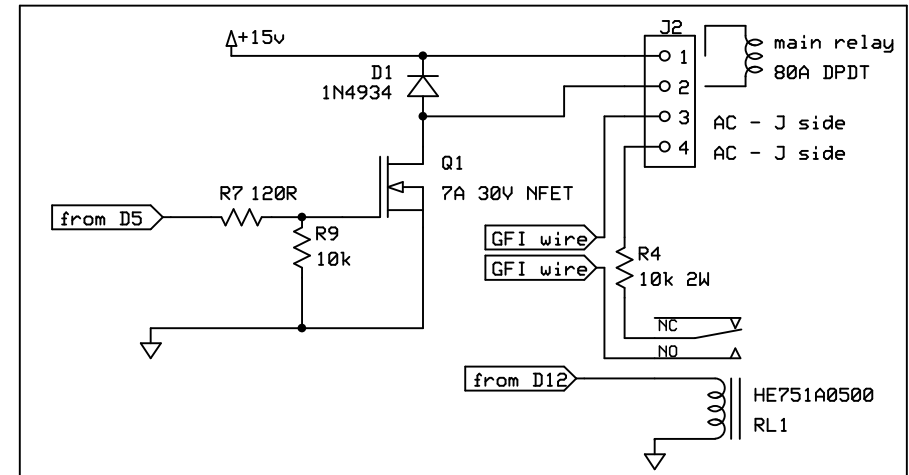 J2
+15v
1
main relay
D1
80A DPDT
1N4934
2
3
AC - J side
4
AC - J side
Q1
7A 30V NFET
R7 120R
from D5
R9
10k
GFI wire
GFI wire
R4
10k 2W
NC
NO
from D12
HE751A0500
RL1